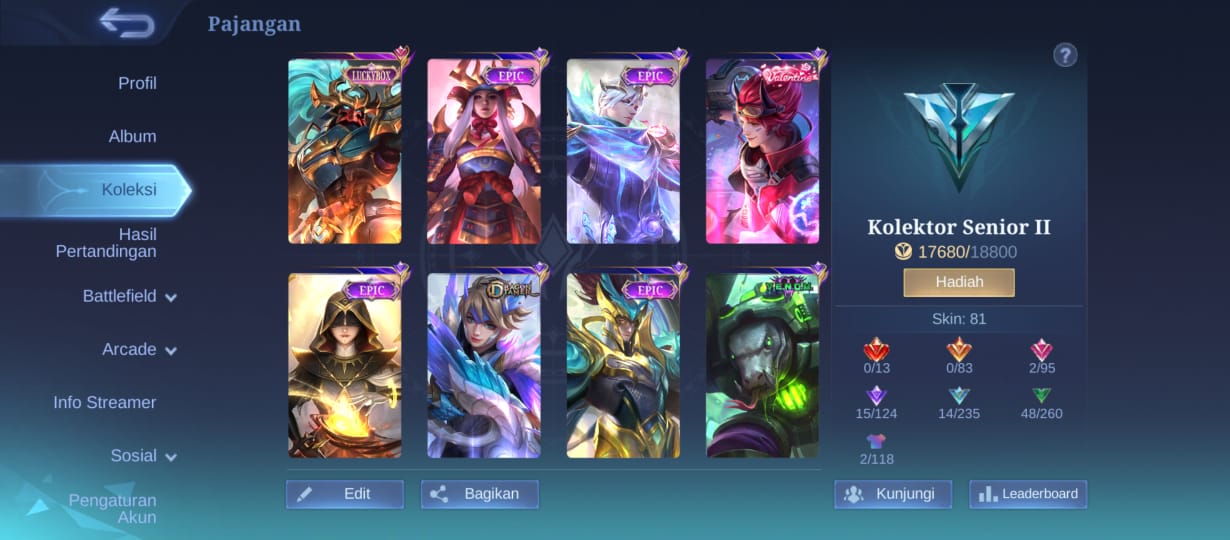 Pajangan
Profil
Album
Koleksi
Hasil
Pertandingan
Battlefield
Arcade
Info Streamer
Sosial
Pengaturan
Akun
LUCKYBOX
EPIC
EPIC
Valentine
EPIC
EPIC
V.E.N.O.M.
Edit
Bagikan
?
Kolektor Senior II
17680/18800
Hadiah
Skin: 81
0/13
0/83
2/95
15/124
14/235
48/260
2/118
Kunjungi
Leaderboard